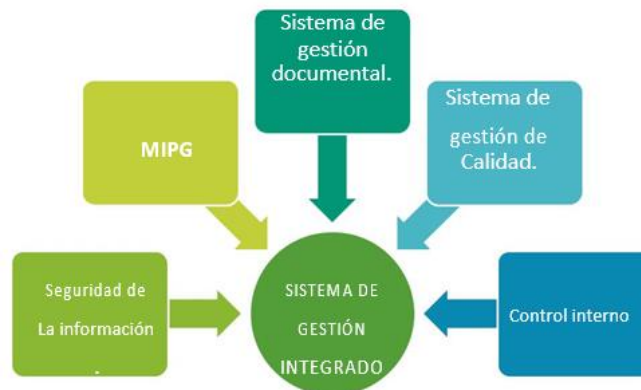 Sistema de
gestión
documental.
MIPG
Sistema de
gestión de
Calidad.
Seguridad de
La información
.
SISTEMA DE
GESTIÓN
INTEGRADO
Control interno